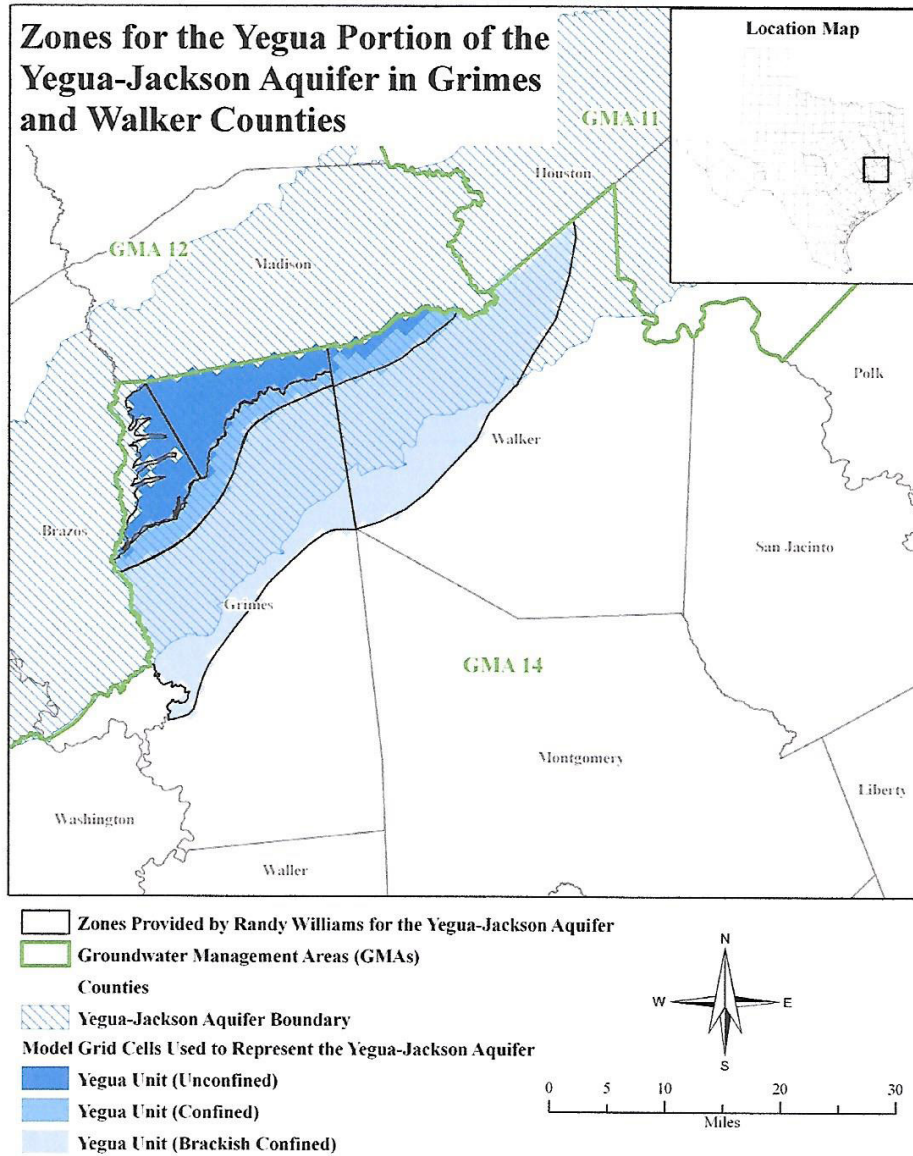 Zones for the Yegua Portion of the
Yegua-Jackson Aquifer in Grimes
and Walker Counties
Location Map
GMA 11
Houston
GMA 12
Madison
Polk
Walker
Brazos
San Jacinto
Grimes
GMA 14
Montgomery
Liberty
Washington
Waller
Zones Provided by Randy Williams for the Yegua-Jackson Aquifer
Groundwater Management Areas (GMAs)
Counties
Yegua-Jackson Aquifer Boundary
Model Grid Cells Used to Represent the Yegua-Jackson Aquifer
Yegua Unit (Unconfined)
Yegua Unit (Confined)
Yegua Unit (Brackish Confined)
N
W E
S
0 5 10 20 30
Miles